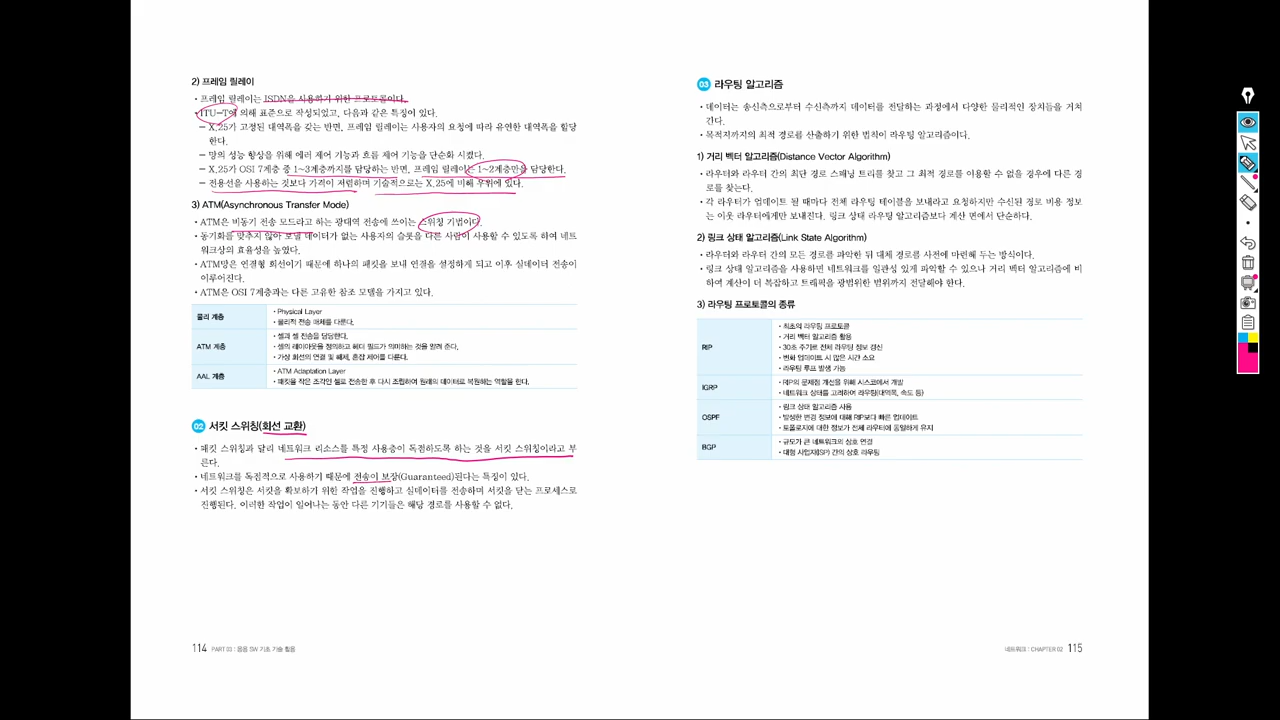 2) 프레임 릴레이
• 프레임 릴레이는 ISDN을 사용하기 위한 프로토콜이다.
• ITU-T에 의해 표준으로 작성되었고, 다음과 같은 특징이 있다.
– X.25가 고정된 대역폭을 갖는 반면, 프레임 릴레이는 사용자의 요청에 따라 유연한 대역폭을 할당
한다.
– 망의 성능 향상을 위해 에러 제어 기능과 흐름 제어 기능을 단순화 시켰다.
– X.25가 OSI 7계층 중 1~3계층까지를 담당하는 반면, 프레임 릴레이는 1~2계층만을 담당한다.
– 전용선을 사용하는 것보다 가격이 저렴하며 기술적으로는 X.25에 비해 우위에 있다.
3) ATM(Asynchronous Transfer Mode)
• ATM은 비동기 전송 모드라고 하는 광대역 전송에 쓰이는 스위칭 기법이다.
• 동기화를 맞추지 않아 보낼 데이터가 없는 사용자의 슬롯을 다른 사람이 사용할 수 있도록 하여 네트
워크상의 효율성을 높였다.
• ATM망은 연결형 회선이기 때문에 하나의 패킷을 보내 연결을 설정하게 되고 이후 실데이터 전송이
이루어진다.
• ATM은 OSI 7계층과는 다른 고유한 참조 모델을 가지고 있다.
물리 계층
• Physical Layer
• 물리적 전송 매체를 다룬다.
ATM 계층
• 셀과 셀 전송을 담당한다.
• 셀의 레이아웃을 정의하고 헤더 필드가 의미하는 것을 알려 준다.
• 가상 회선의 연결 및 해제, 혼잡 제어를 다룬다.
AAL 계층
• ATM Adaptation Layer
• 패킷을 작은 조각인 셀로 전송한 후 다시 조립하여 원래의 데이터로 복원하는 역할을 한다.
02 서킷 스위칭(회선 교환)
• 패킷 스위칭과 달리 네트워크 리소스를 특정 사용층이 독점하도록 하는 것을 서킷 스위칭이라고 부
른다.
• 네트워크를 독점적으로 사용하기 때문에 전송이 보장(Guaranteed)된다는 특징이 있다.
• 서킷 스위칭은 서킷을 확보하기 위한 작업을 진행하고 실데이터를 전송하며 서킷을 닫는 프로세스로
진행된다. 이러한 작업이 일어나는 동안 다른 기기들은 해당 경로를 사용할 수 없다.
114 PART 03 : 응용 SW 기초 기술 활용
03 라우팅 알고리즘
• 데이터는 송신측으로부터 수신측까지 데이터를 전달하는 과정에서 다양한 물리적인 장치들을 거쳐
간다.
• 목적지까지의 최적 경로를 산출하기 위한 법칙이 라우팅 알고리즘이다.
1) 거리 벡터 알고리즘(Distance Vector Algorithm)
• 라우터와 라우터 간의 최단 경로 스패닝 트리를 찾고 그 최적 경로를 이용할 수 없을 경우에 다른 경
로를 찾는다.
• 각 라우터가 업데이트 될 때마다 전체 라우팅 테이블을 보내라고 요청하지만 수신된 경로 비용 정보
는 이웃 라우터에게만 보내진다. 링크 상태 라우팅 알고리즘보다 계산 면에서 단순하다.
2) 링크 상태 알고리즘(Link State Algorithm)
• 라우터와 라우터 간의 모든 경로를 파악한 뒤 대체 경로를 사전에 마련해 두는 방식이다.
• 링크 상태 알고리즘을 사용하면 네트워크를 일관성 있게 파악할 수 있으나 거리 벡터 알고리즘에 비
하여 계산이 더 복잡하고 트래픽을 광범위한 범위까지 전달해야 한다.
3) 라우팅 프로토콜의 종류
RIP
• 최초의 라우팅 프로토콜
• 거리 벡터 알고리즘 활용
• 30초 주기로 전체 라우팅 정보 갱신
• 변화 업데이트 시 많은 시간 소요
• 라우팅 루프 발생 가능
IGRP
• RIP의 문제점 개선을 위해 시스코에서 개발
• 네트워크 상태를 고려하여 라우팅(대역폭, 속도 등)
OSPF
• 링크 상태 알고리즘 사용
• 발생한 변경 정보에 대해 RIP보다 빠른 업데이트
• 토폴로지에 대한 정보가 전체 라우터에 동일하게 유지
BGP
• 규모가 큰 네트워크의 상호 연결
• 대형 사업자(ISP) 간의 상호 라우팅
네트워크 : CHAPTER 02 115